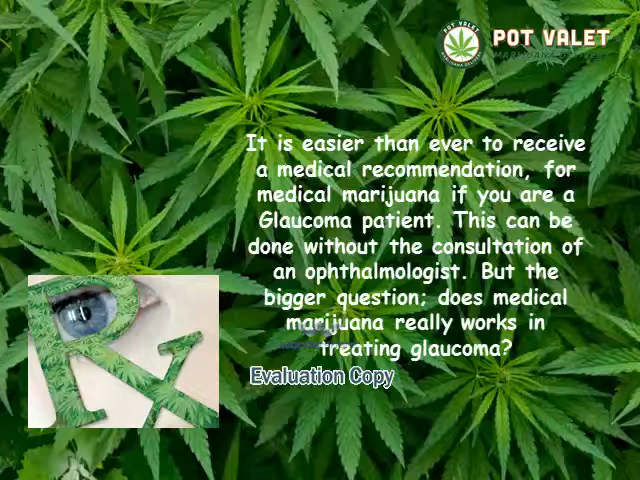 POT VALET
It is easier than ever to receive
a medical recommendation, for
medical marijuana if you are a
Glaucoma patient. This can be
done without the consultation of
an ophthalmologist. But the
bigger question; does medical
marijuana really works in
treating glaucoma?
Evaluation Copy
Rx